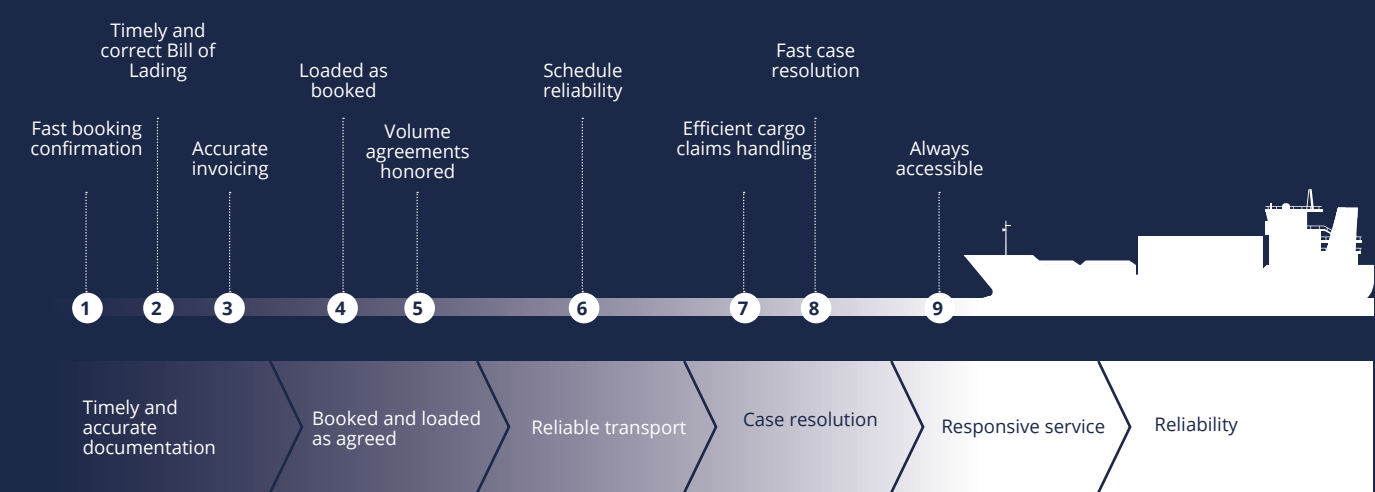 Timely and
correct Bill of
Lading
Fast case
resolution
Loaded as
booked
Schedule
reliability
Fast booking
confirmation
Volume
agreements
honored
Efficient cargo
claims handling
Accurate
invoicing
Always
accessible
1
2
3
4
5
6
7
8
9
Timely and
accurate
documentation
Booked and loaded
as agreed
Reliable transport
Case resolution
Responsive service
Reliability